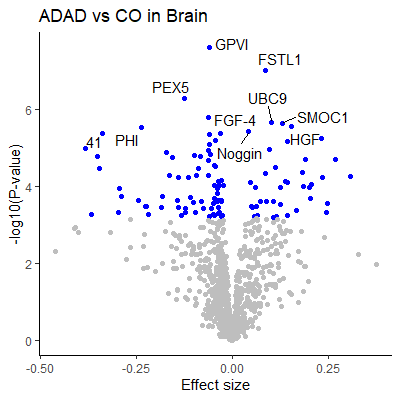 ADAD vs CO in Brain
GPVI
FSTL1
PEX5
UBC9
6
FGF-4
SMOC1
41
PHI
HGF
Noggin
-log10(P-value)
4
2
0
-0.50
-0.25
0.00
0.25
Effect size